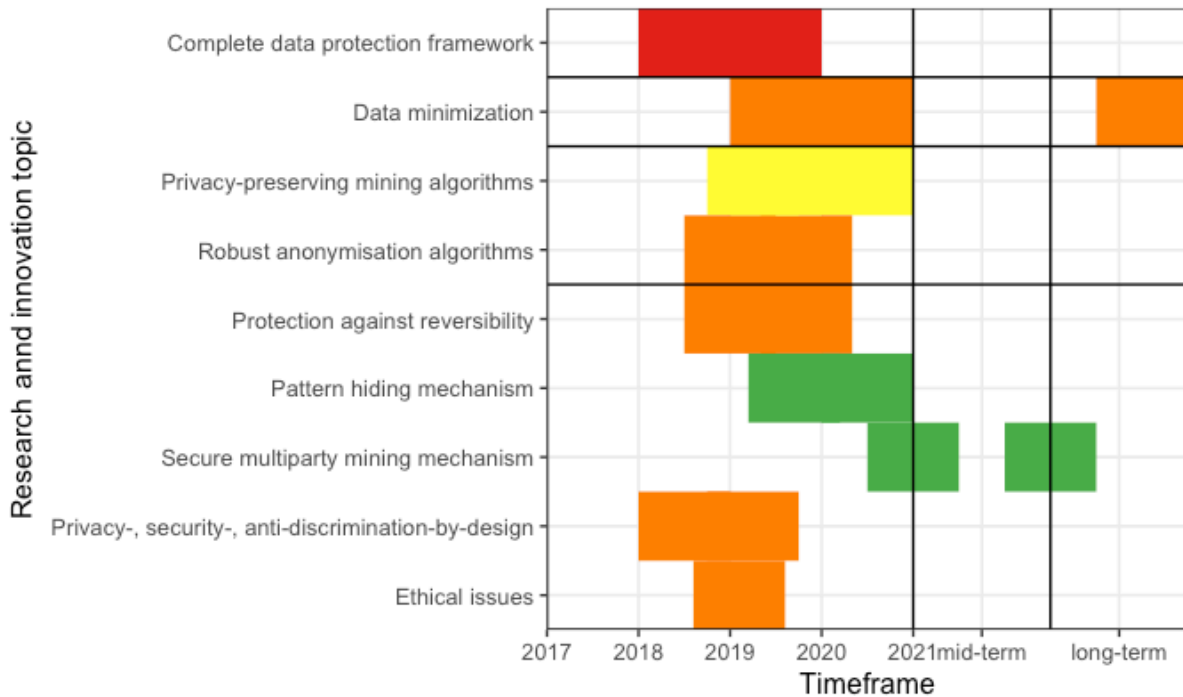 Complete data protection framework
Data minimization
Privacy-preserving mining algorithms
Robust anonymisation algorithms
Protection against reversibility
Pattern hiding mechanism
Secure multiparty mining mechanism
Privacy-, security-, anti-discrimination-by-design
Ethical issues
Research annd innovation topic
2017 2018 2019 2020 2021mid-term long-term
Timeframe